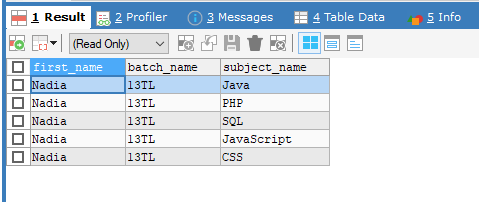 1 Result 2 Profiler 3 Messages 4 Table Data 5 Info
(Read Only)
first_name batch_name subject_name
Nadia 13TL Java
Nadia 13TL PHP
Nadia 13TL SQL
Nadia 13TL JavaScript
Nadia 13TL CSS